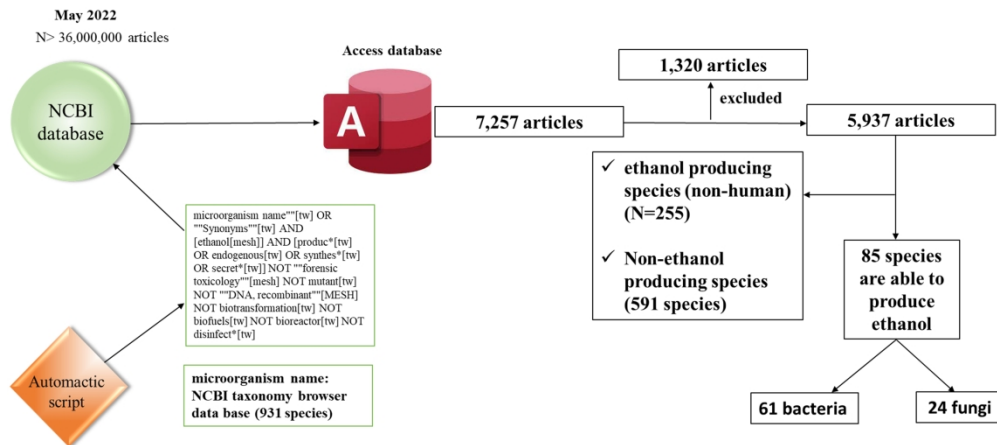 May 2022
N> 36,000,000 articles
NCBI
database
Access database
A
7,257 articles
1,320 articles
excluded
5,937 articles
✓ ethanol producing
species (non-human)
(N=255)
✓ Non-ethanol
producing species
(591 species)
85 species
are able to
produce
ethanol
61 bacteria
24 fungi
microorganism name""[tw] OR
""Synonyms""[tw] AND
[ethanol[mesh]] AND [produc*[tw]
OR endogenous[tw] OR synthes*[tw]
OR secret*[tw]] NOT ""forensic
toxicology""[mesh] NOT mutant[tw]
NOT ""DNA, recombinant""[MESH]
NOT biotransformation[tw] NOT
biofuels[tw] NOT bioreactor[tw] NOT
disinfect*[tw]
Automactic
script
microorganism name:
NCBI taxonomy browser
data base (931 species)